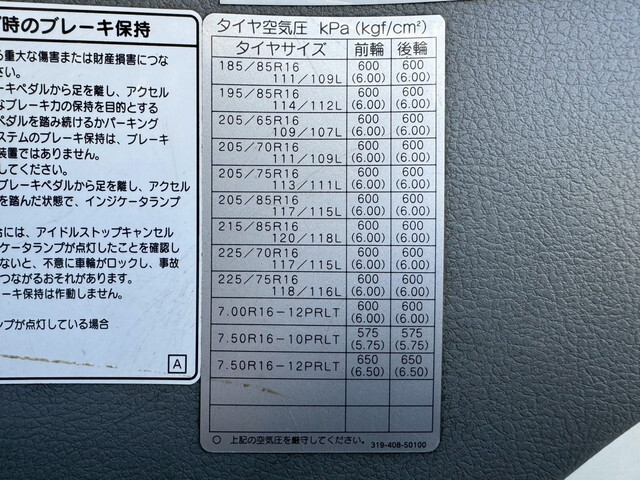 時のブレーキ保持
る重大な傷害または財産損害につな
さい。
ーキペダルから足を離し、アクセル
なブレーキ力の保持を目的とする
ペダルを踏み続けるかパーキング
ステムのブレーキ保持は、ブレーキ
装置ではありません。
してください。
ブレーキペダルから足を離し、アクセル
を踏んだ状態で、インジケータランプ
合には、アイドルストップキャンセル
ケータランプが点灯したことを確認し
ないと、不意に車輪がロックし、事故
つながるおそれがあります。
ーキ保持は作動しません。
ンプが点灯している場合
A
タイヤ空気圧 kPa(kgf/cm²)
タイヤサイズ 前輪 後輪
185/85R16 111/109L 600 (6.00) 600 (6.00)
195/85R16 114/112L 600 (6.00) 600 (6.00)
205/65R16 109/107L 600 (6.00) 600 (6.00)
205/70R16 111/109L 600 (6.00) 600 (6.00)
205/75R16 113/111L 600 (6.00) 600 (6.00)
205/85R16 117/115L 600 (6.00) 600 (6.00)
215/85R16 120/118L 600 (6.00) 600 (6.00)
225/70R16 117/115L 600 (6.00) 600 (6.00)
225/75R16 118/116L 600 (6.00) 600 (6.00)
7.00R16-12PRLT 600 (6.00) 600 (6.00)
7.50R16-10PRLT 575 (5.75) 575 (5.75)
7.50R16-12PRLT 650 (6.50) 650 (6.50)
○ 上記の空気圧を厳守してください。 319-408-50100